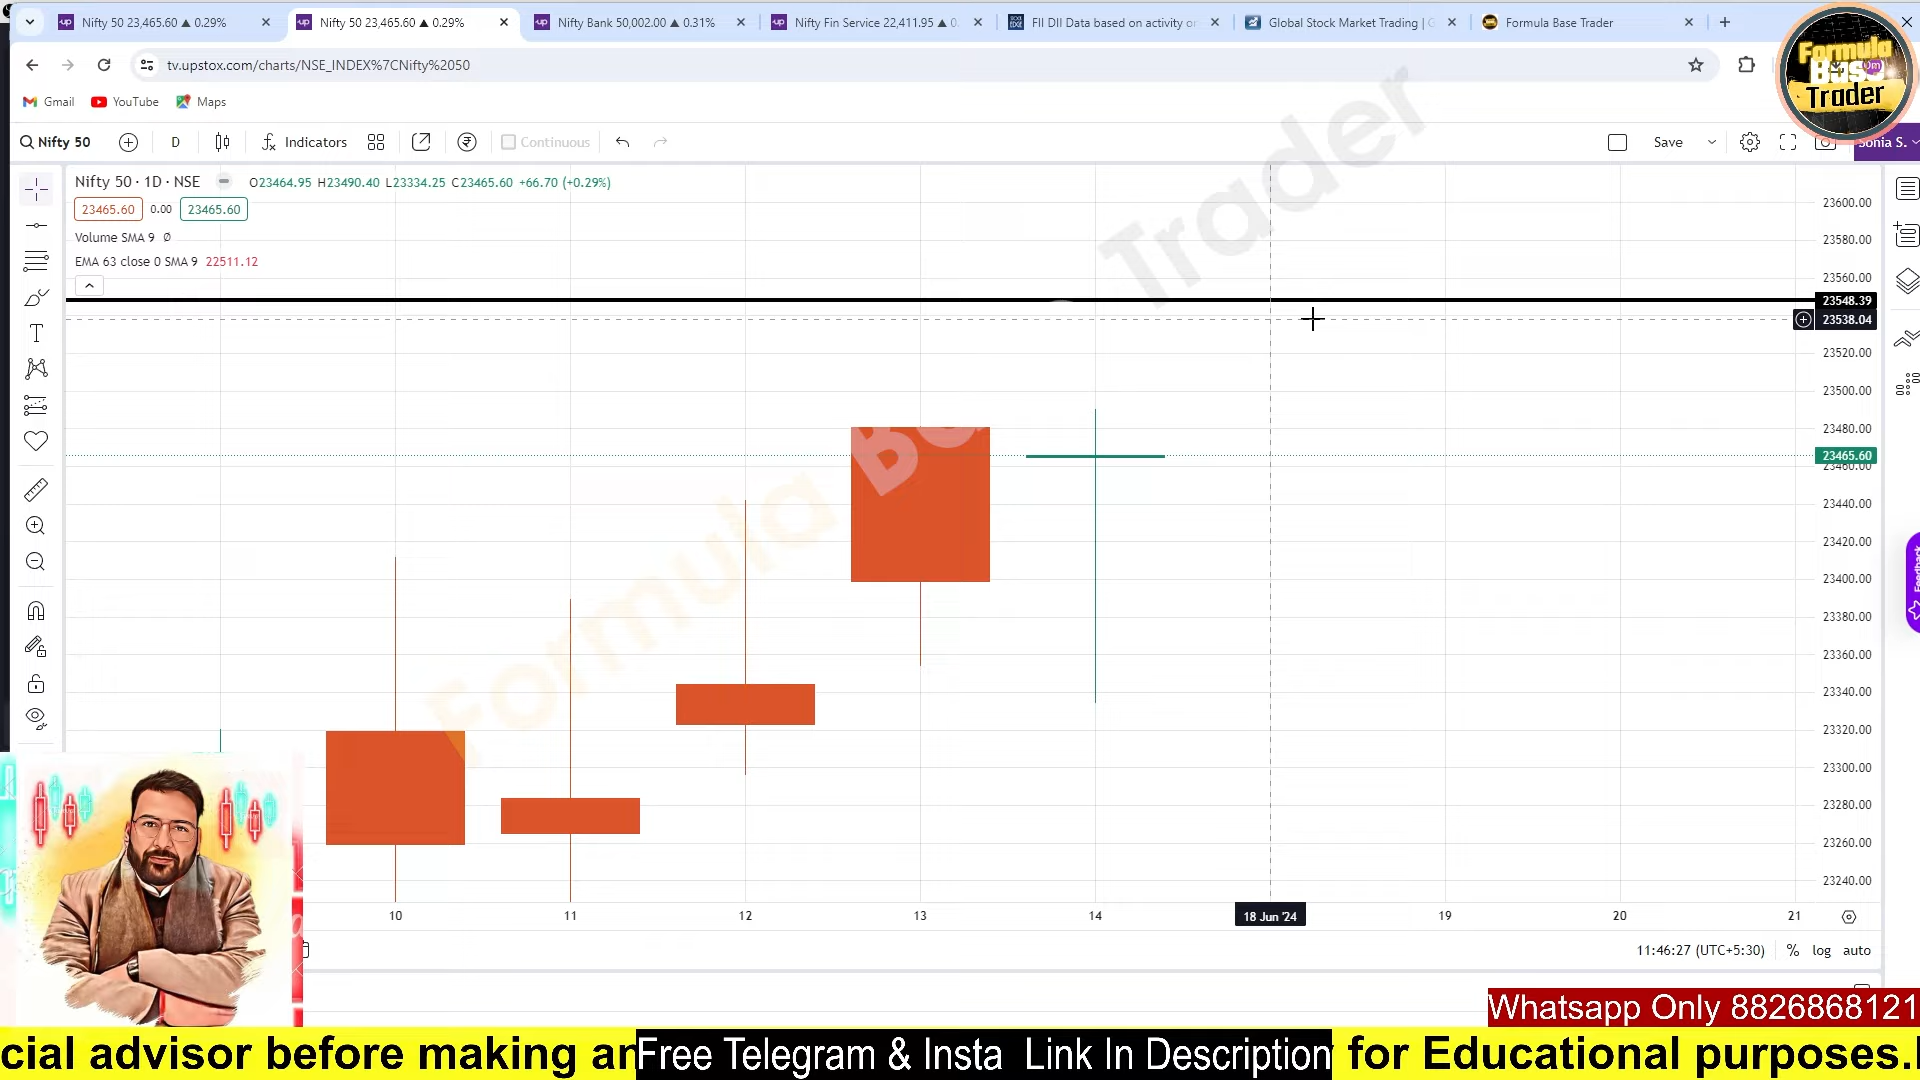 Nifty 50 23,465.60 ▲ 0.29%
Nifty 50 23,465.60 ▲ 0.29%
Nifty Bank 50,002.00 ▲ 0.31%
Nifty Fin Service 22,411.95 ▲ 0.
FII DII Data based on activity or
Global Stock Market Trading |
Formula Base Trader
tv.upstox.com/charts/NSE_INDEX%7CNifty%2050
Gmail
YouTube
Maps
Formula
Base
Trader
Nifty 50
D
Indicators
Continuous
Save
Sonia S.
Nifty 50 · 1D · NSE
O23464.95 H23490.40 L23334.25 C23465.60 +66.70 (+0.29%)
23465.60
0.00
23465.60
Volume SMA 9 Ø
EMA 63 close 0 SMA 9 22511.12
Formula Base Trader
23600.00
23580.00
23560.00
23548.39
23538.04
23520.00
23500.00
23480.00
23465.60
23460.00
23440.00
23420.00
23400.00
23380.00
23360.00
23340.00
23320.00
23300.00
23280.00
23260.00
23240.00
Feedback
10
11
12
13
14
18 Jun '24
19
20
21
11:46:27 (UTC+5:30)
%
log
auto
Whatsapp Only 8826868121
cial advisor before making an
Free Telegram & Insta Link In Description
for Educational purposes.